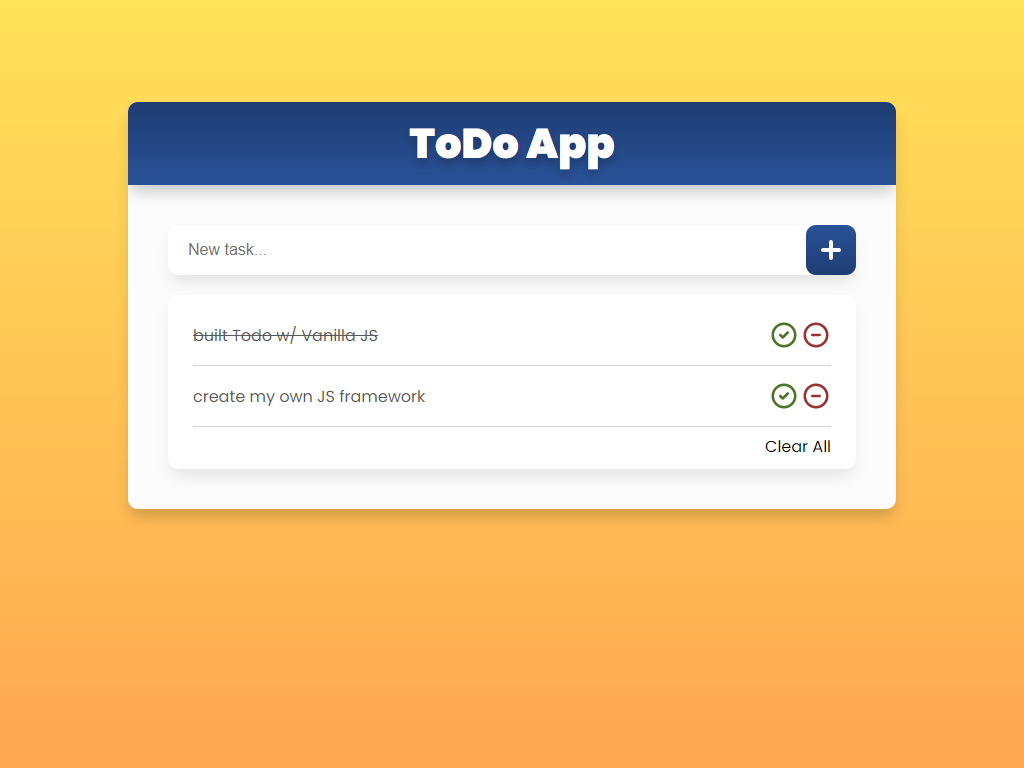 ToDo App
New task...
built Todo w/ Vanilla JS
create my own JS framework
Clear All